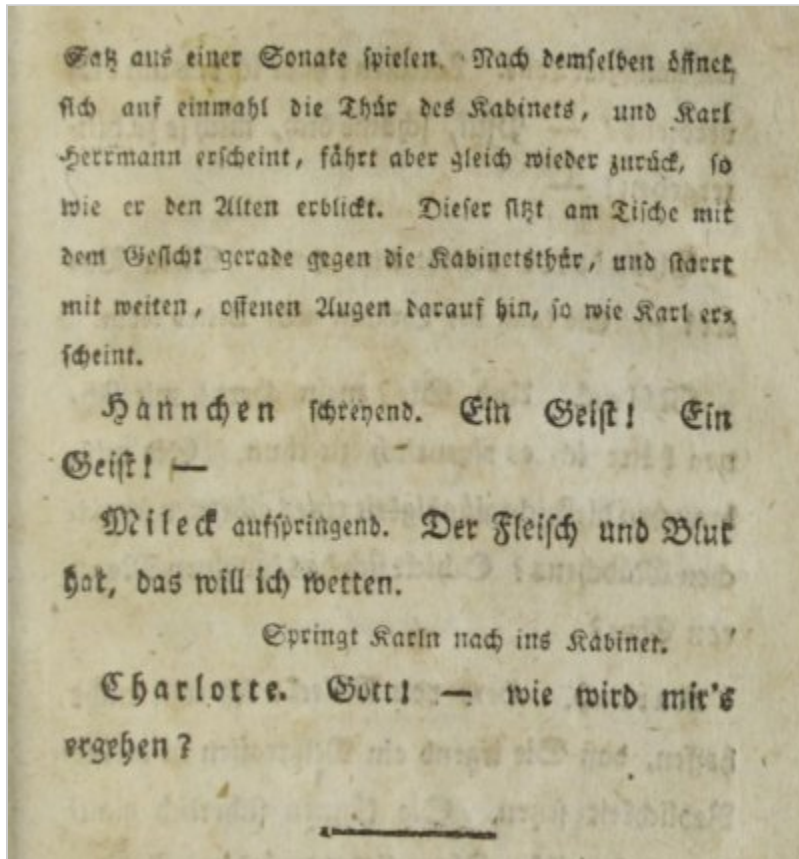 Satz aus einer Sonate spielen. Nach demselben öffnet
sich auf einmahl die Thür des Kabinets, und Karl
Herrmann erscheint, fährt aber gleich wieder zurück, so
wie er den Alten erblickt. Dieser sitzt am Tische mit
dem Gesicht gerade gegen die Kabinetsthür, und starrt
mit weiten, offenen Augen darauf hin, so wie Karl er-
scheint.
Hannchen schreyend. Ein Geist! Ein
Geist! —
Mileck aufspringend. Der Fleisch und Blut
hat, das will ich wetten.
Springt Karln nach ins Kabinet.
Charlotte. Gott! — wie wird mir's
ergehen?